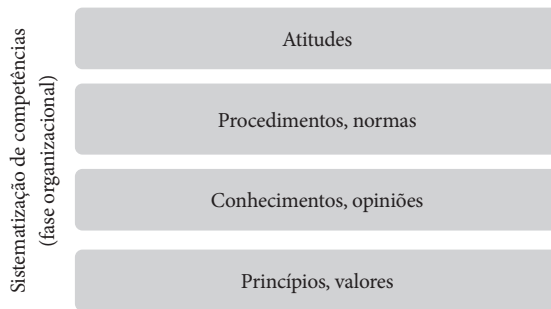 Sistematização de competências
(fase organizacional)
Atitudes
Procedimentos, normas
Conhecimentos, opiniões
Princípios, valores